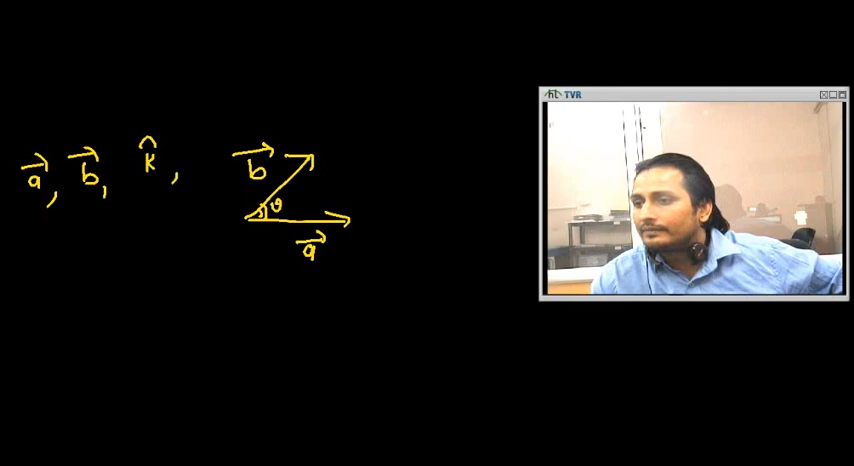 a⃗, b⃗, k̂, b⃗
θ
a⃗
TVR